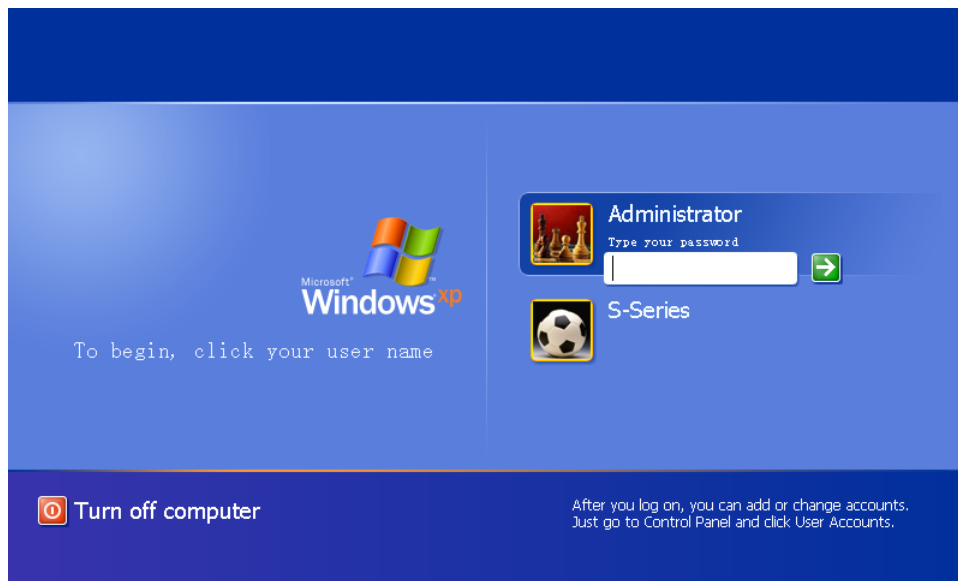 Administrator
Type your password
Microsoft®
Windows xp™
To begin, click your user name
S-Series
Turn off computer
After you log on, you can add or change accounts.
Just go to Control Panel and click User Accounts.